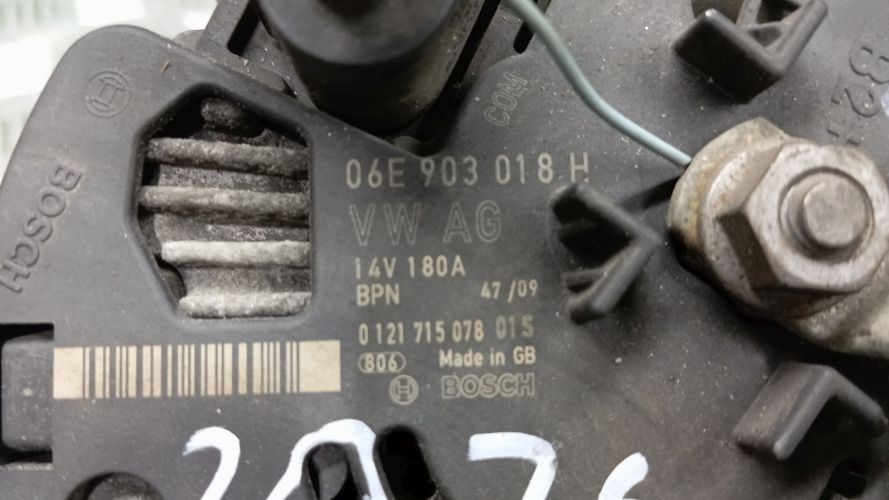 COM
06E 903 018 H
VW AG
14V 180A
BPN 47/09
0 121 715 078 01S
806 Made in GB
BOSCH
BOSCH